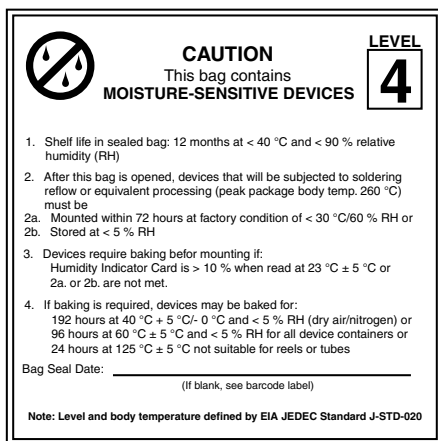 LEVEL
CAUTION
This bag contains
MOISTURE-SENSITIVE DEVICES
4
1. Shelf life in sealed bag: 12 months at < 40 °C and < 90 % relative
humidity (RH)
2. After this bag is opened, devices that will be subjected to soldering
reflow or equivalent processing (peak package body temp. 260 °C)
must be
2a. Mounted within 72 hours at factory condition of < 30 °C/60 % RH or
2b. Stored at < 5 % RH
3. Devices require baking befor mounting if:
Humidity Indicator Card is > 10 % when read at 23 °C ± 5 °C or
2a. or 2b. are not met.
4. If baking is required, devices may be baked for:
192 hours at 40 °C + 5 °C/- 0 °C and < 5 % RH (dry air/nitrogen) or
96 hours at 60 °C ± 5 °C and < 5 % RH for all device containers or
24 hours at 125 °C ± 5 °C not suitable for reels or tubes
Bag Seal Date:
(If blank, see barcode label)
Note: Level and body temperature defined by EIA JEDEC Standard J-STD-020